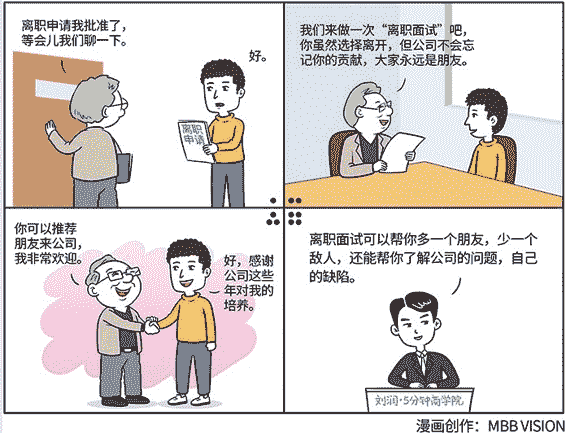 离职申请我批准了，
等会儿我们聊一下。
好。
离职
申请
我们来做一次“离职面试”吧，
你虽然选择离开，但公司不会忘
记你的贡献，大家永远是朋友。
你可以推荐
朋友来公司，
我非常欢迎。
好，感谢
公司这些
年对我的
培养。
离职面试可以帮你多一个朋友，少一个
敌人，还能帮你了解公司的问题，自己
的缺陷。
刘润·5分钟商学院
漫画创作：MBB VISION